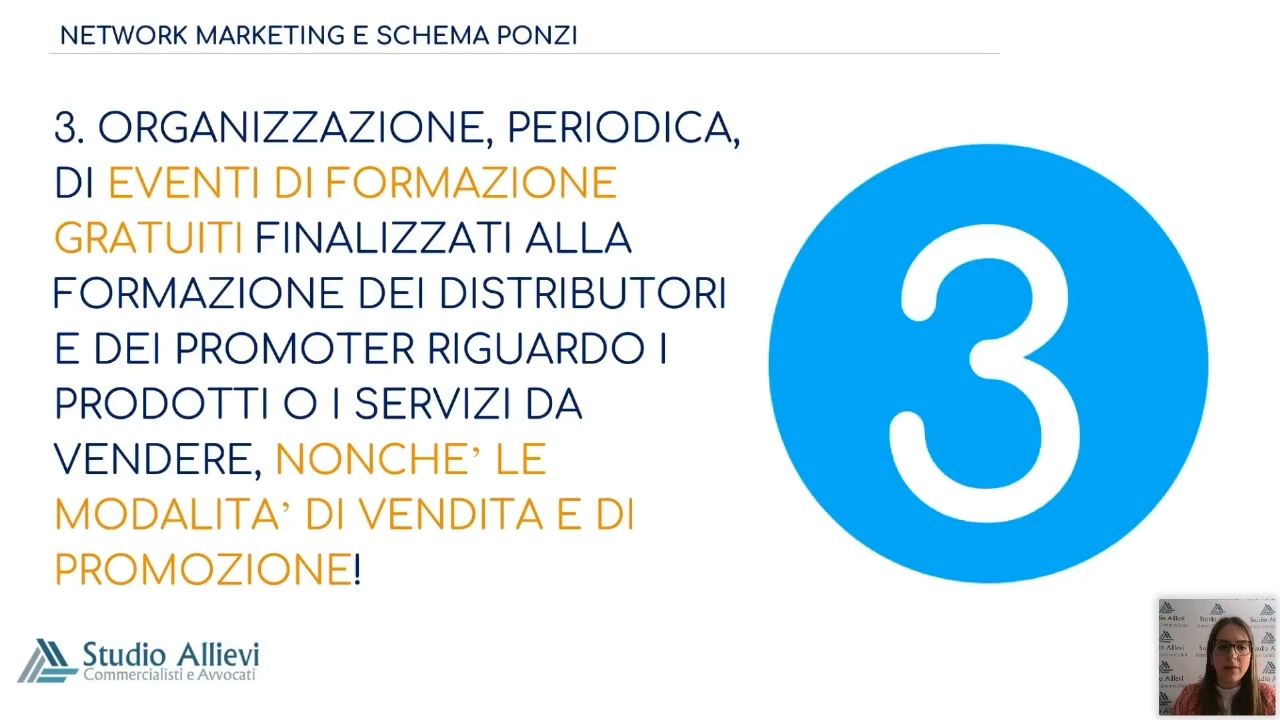 NETWORK MARKETING E SCHEMA PONZI
3. ORGANIZZAZIONE, PERIODICA,
DI EVENTI DI FORMAZIONE
GRATUITI FINALIZZATI ALLA
FORMAZIONE DEI DISTRIBUTORI
E DEI PROMOTER RIGUARDO I
PRODOTTI O I SERVIZI DA
VENDERE, NONCHE’ LE
MODALITA’ DI VENDITA E DI
PROMOZIONE!
3
Studio Allievi
Commercialisti e Avvocati